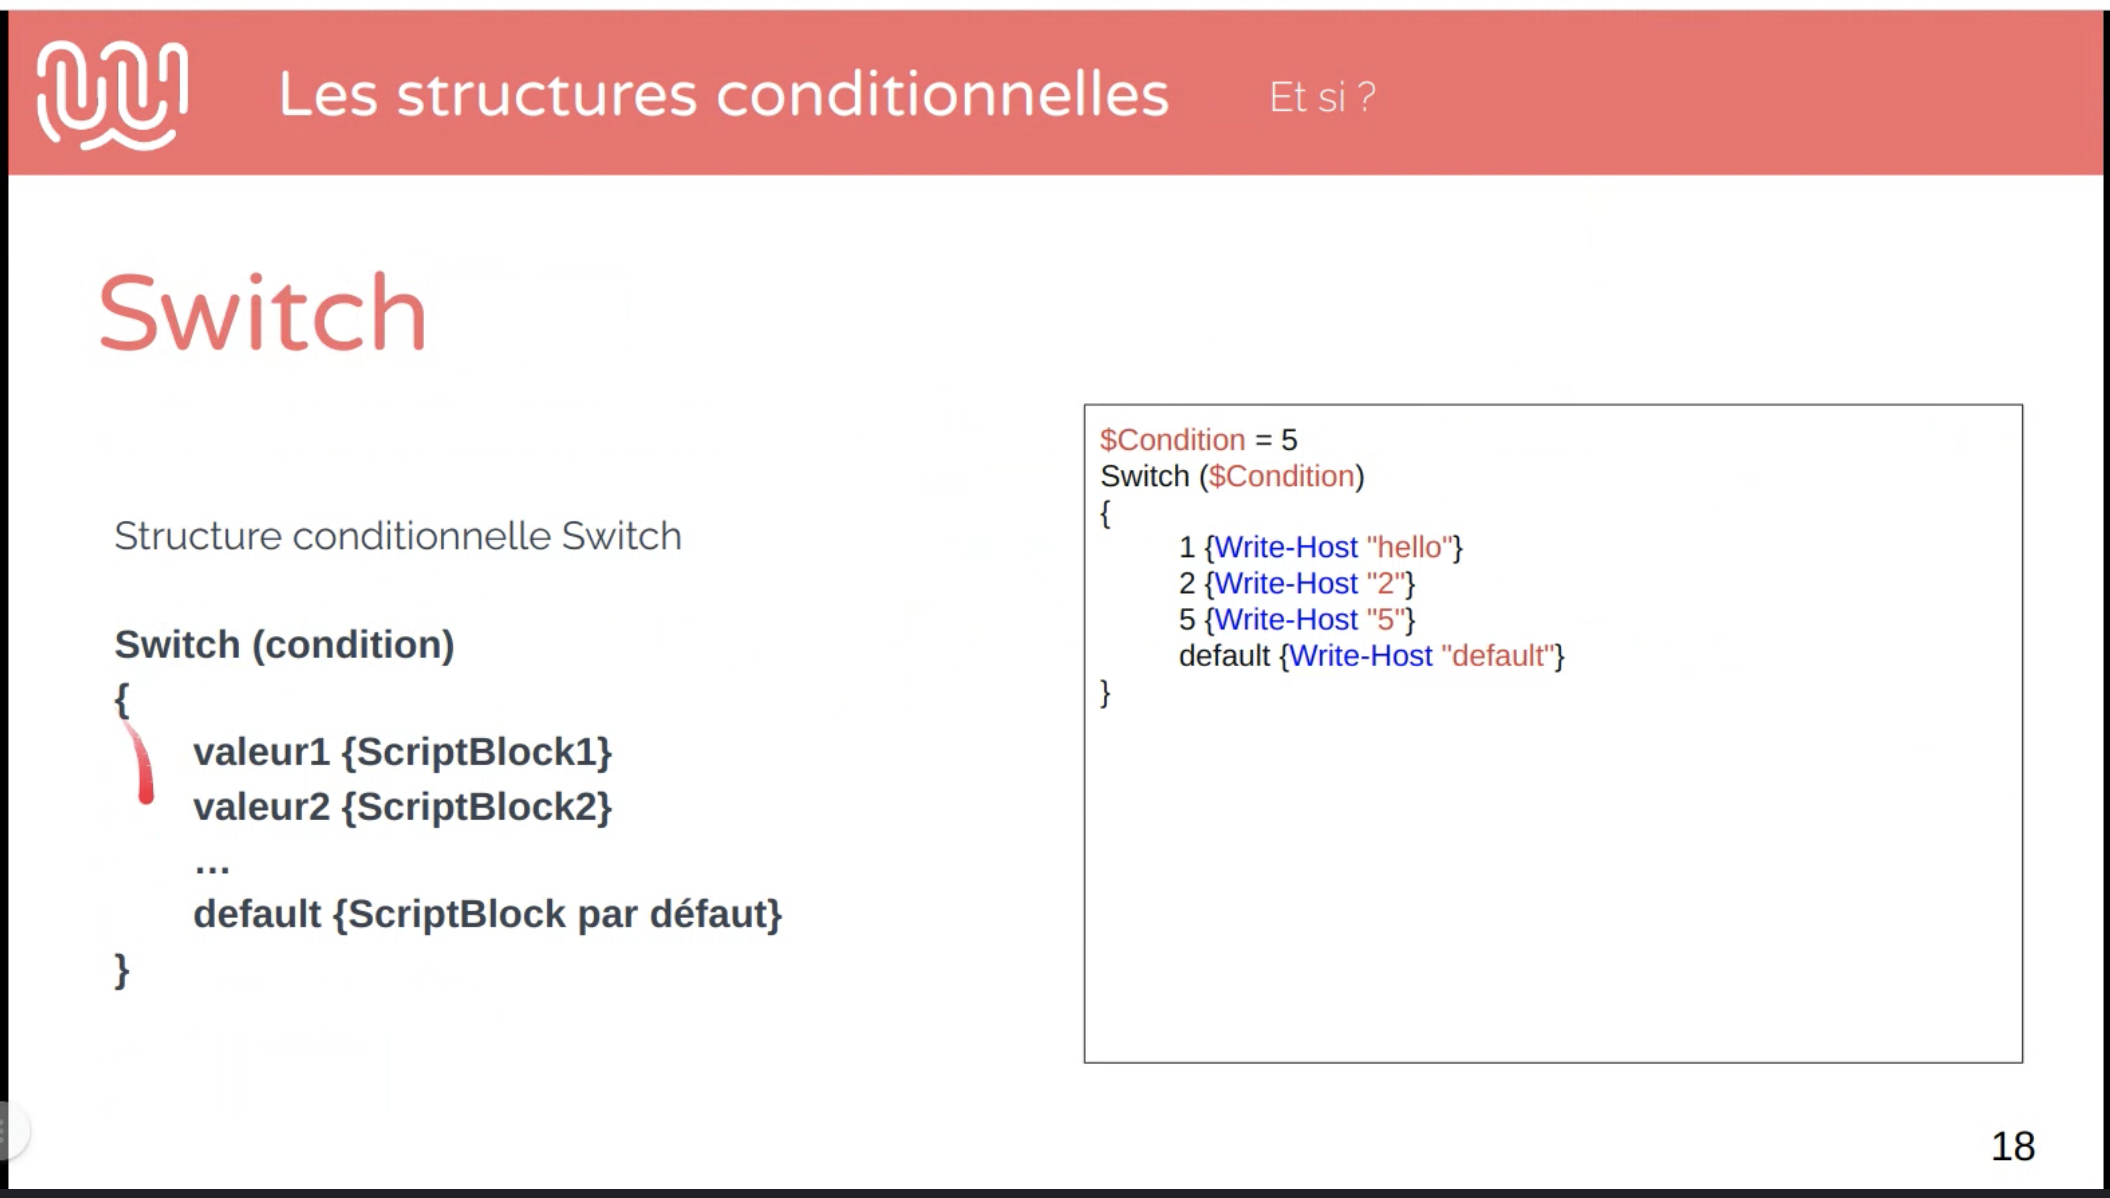 Les structures conditionnelles
Et si ?
Switch
Structure conditionnelle Switch
Switch (condition)
{
valeur1 {ScriptBlock1}
valeur2 {ScriptBlock2}
...
default {ScriptBlock par défaut}
}
$Condition = 5
Switch ($Condition)
{
1 {Write-Host "hello"}
2 {Write-Host "2"}
5 {Write-Host "5"}
default {Write-Host "default"}
}
18